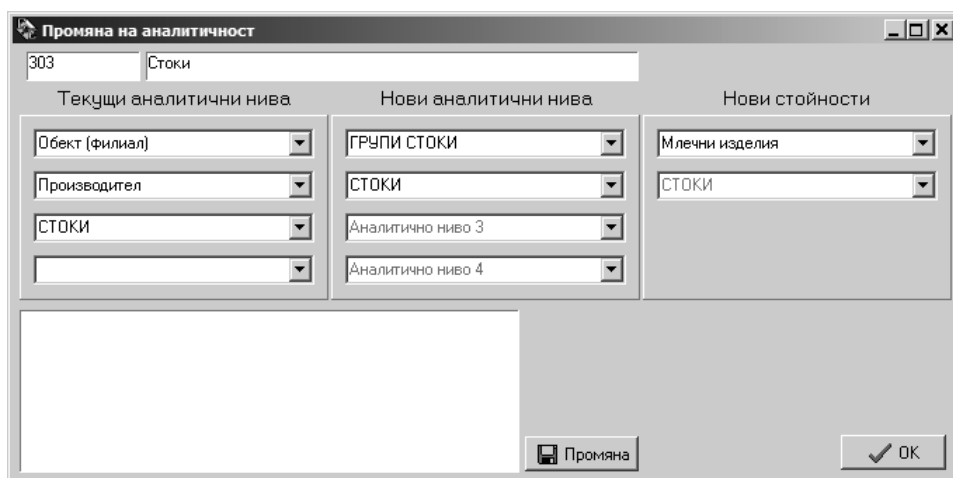 Промяна на аналитичност
303 Стоки
Текущи аналитични нива Нови аналитични нива Нови стойности
Обект (филиал) ГРУПИ СТОКИ Млечни изделия
Производител СТОКИ СТОКИ
СТОКИ Аналитично ниво 3
Аналитично ниво 4
Промяна OK